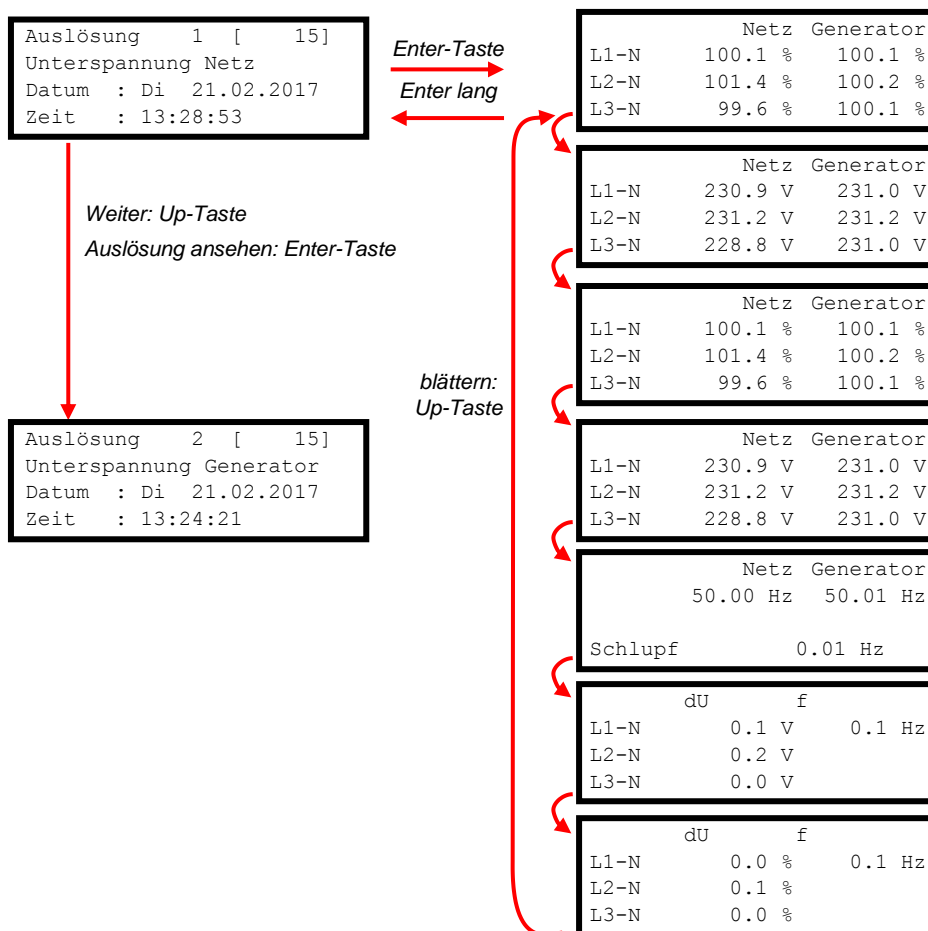 Auslösung 1 [ 15]
Unterspannung Netz
Datum : Di 21.02.2017
Zeit : 13:28:53
Enter-Taste
Enter lang
Weiter: Up-Taste
Auslösung ansehen: Enter-Taste
Auslösung 2 [ 15]
Unterspannung Generator
Datum : Di 21.02.2017
Zeit : 13:24:21
blättern:
Up-Taste
Netz Generator
L1-N 100.1 % 100.1 %
L2-N 101.4 % 100.2 %
L3-N 99.6 % 100.1 %
Netz Generator
L1-N 230.9 V 231.0 V
L2-N 231.2 V 231.2 V
L3-N 228.8 V 231.0 V
Netz Generator
L1-N 100.1 % 100.1 %
L2-N 101.4 % 100.2 %
L3-N 99.6 % 100.1 %
Netz Generator
L1-N 230.9 V 231.0 V
L2-N 231.2 V 231.2 V
L3-N 228.8 V 231.0 V
Netz Generator
50.00 Hz 50.01 Hz
Schlupf 0.01 Hz
dU f
L1-N 0.1 V 0.1 Hz
L2-N 0.2 V
L3-N 0.0 V
dU f
L1-N 0.0 % 0.1 Hz
L2-N 0.1 %
L3-N 0.0 %